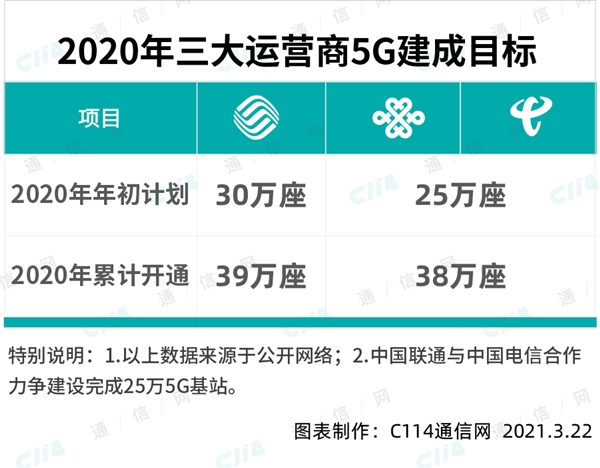 2020年三大运营商5G建成目标
项目
2020年年初计划 30万座 25万座
2020年累计开通 39万座 38万座
特别说明：1.以上数据来源于公开网络；2.中国联通与中国电信合作
力争建设完成25万5G基站。
图表制作：C114通信网 2021.3.22
C114
通信网